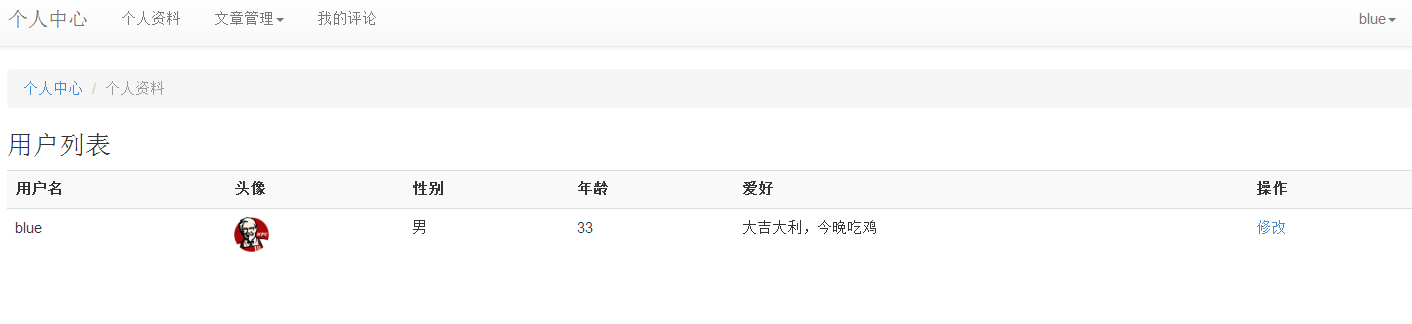 个人中心 个人资料 文章管理 我的评论 blue
个人中心 / 个人资料
用户列表
用户名 头像 性别 年龄 爱好 操作
blue KFC 男 33 大吉大利，今晚吃鸡 修改